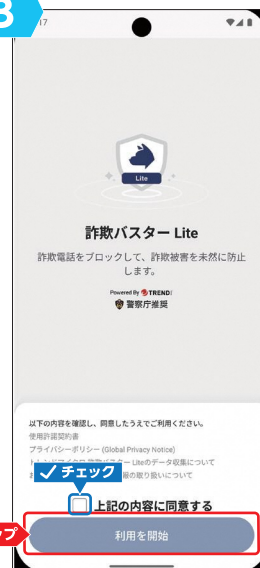 3
17
Lite
詐欺バスター Lite
詐欺電話をブロックして、詐欺被害を未然に防止
します。
Powered By TREND
警察庁推奨
以下の内容を確認し、同意したうえでご利用ください。
使用許諾契約書
プライバシーポリシー (Global Privacy Notice)
スター Liteのデータ収集について
の取り扱いについて
チェック
上記の内容に同意する
ップ
利用を開始